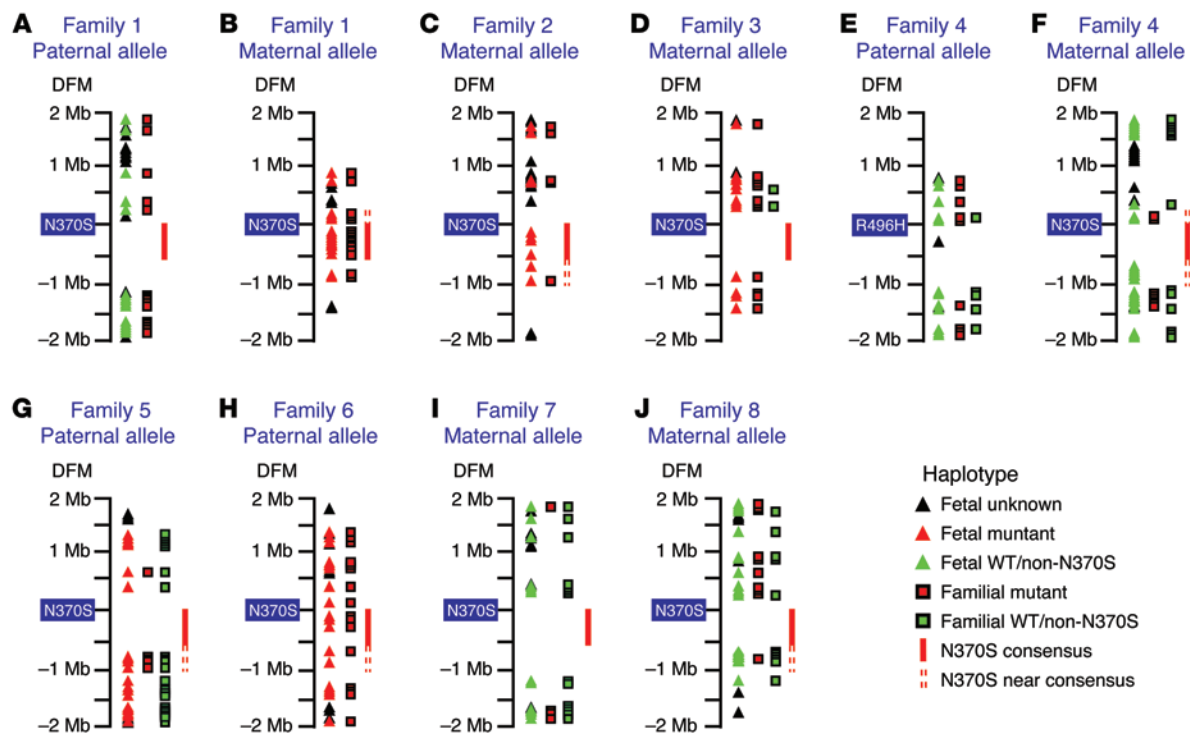 A Family 1 Paternal allele
DFM
2 Mb
1 Mb
N370S
–1 Mb
–2 Mb
B Family 1 Maternal allele
DFM
2 Mb
1 Mb
N370S
–1 Mb
–2 Mb
C Family 2 Maternal allele
DFM
2 Mb
1 Mb
N370S
–1 Mb
–2 Mb
D Family 3 Maternal allele
DFM
2 Mb
1 Mb
N370S
–1 Mb
–2 Mb
E Family 4 Paternal allele
DFM
2 Mb
1 Mb
R496H
–1 Mb
–2 Mb
F Family 4 Maternal allele
DFM
2 Mb
1 Mb
N370S
–1 Mb
–2 Mb
G Family 5 Paternal allele
DFM
2 Mb
1 Mb
N370S
–1 Mb
–2 Mb
H Family 6 Paternal allele
DFM
2 Mb
1 Mb
N370S
–1 Mb
–2 Mb
I Family 7 Maternal allele
DFM
2 Mb
1 Mb
N370S
–1 Mb
–2 Mb
J Family 8 Maternal allele
DFM
2 Mb
1 Mb
N370S
–1 Mb
–2 Mb
Haplotype
Fetal unknown
Fetal muntant
Fetal WT/non-N370S
Familial mutant
Familial WT/non-N370S
N370S consensus
N370S near consensus